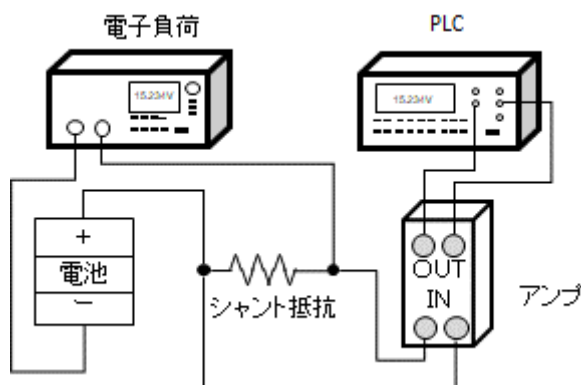 電子負荷
PLC
15.234V
15.234V
+
電池
−
シャント抵抗
OUT
IN
アンプ